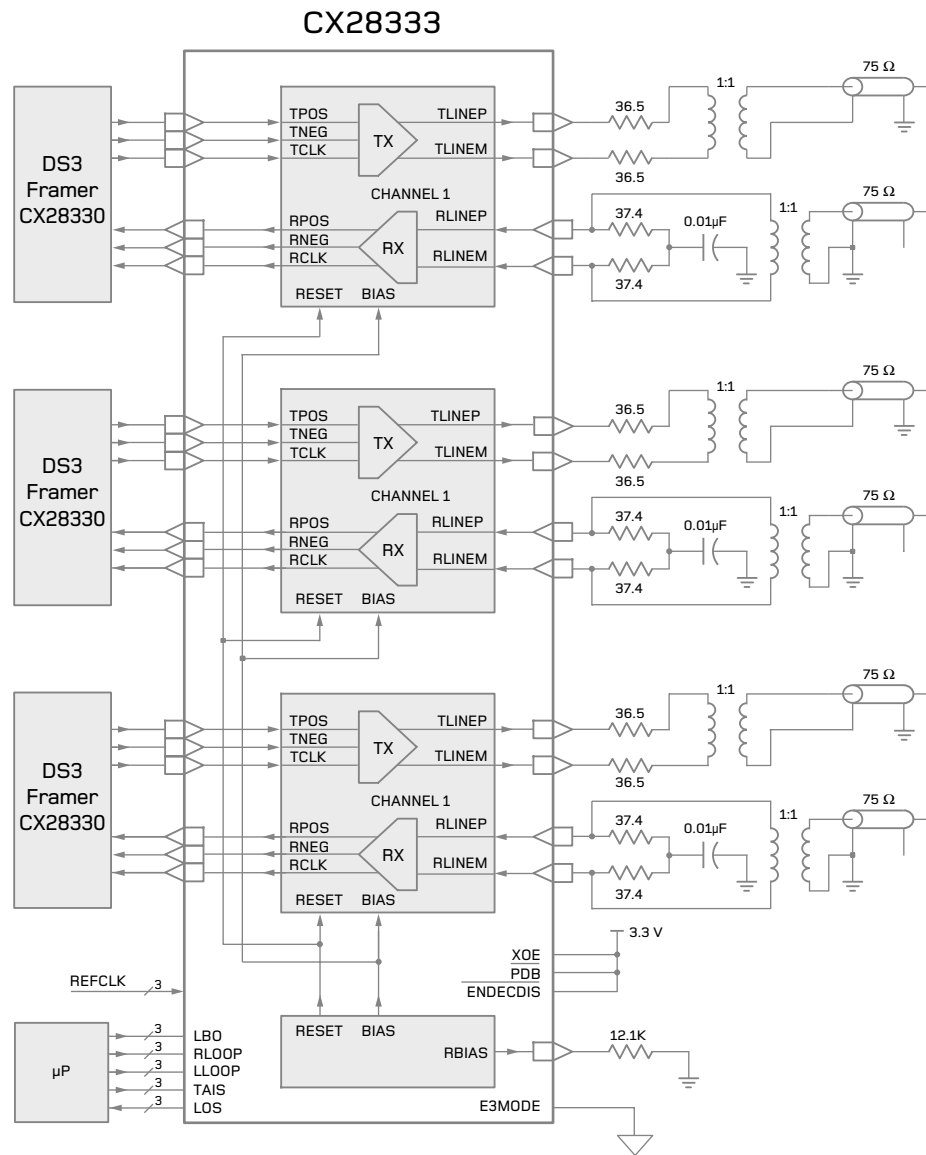 CX28333
DS3
Framer
CX28330
TPOS
TNEG
TCLK
TX
TLINEP
TLINEM
CHANNEL 1
RPOS
RNEG
RCLK
RX
RLINEP
RLINEM
RESET BIAS
36.5
36.5
1:1
75 Ω
37.4
37.4
0.01µF
1:1
75 Ω
DS3
Framer
CX28330
TPOS
TNEG
TCLK
TX
TLINEP
TLINEM
CHANNEL 1
RPOS
RNEG
RCLK
RX
RLINEP
RLINEM
RESET BIAS
36.5
36.5
1:1
75 Ω
37.4
37.4
0.01µF
1:1
75 Ω
DS3
Framer
CX28330
TPOS
TNEG
TCLK
TX
TLINEP
TLINEM
CHANNEL 1
RPOS
RNEG
RCLK
RX
RLINEP
RLINEM
RESET BIAS
36.5
36.5
1:1
75 Ω
37.4
37.4
0.01µF
1:1
75 Ω
3.3 V
XOE
PDB
ENDECDIS
REFCLK 3
RESET BIAS
RBIAS
12.1K
µP
3 LBO
3 RLOOP
3 LLOOP
3 TAIS
3 LOS
E3MODE